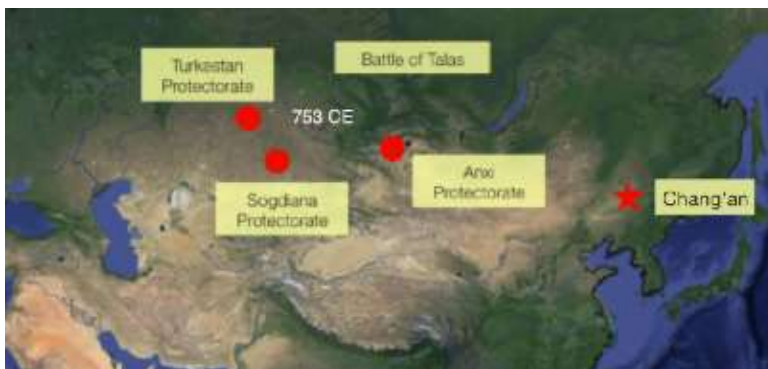 Turkestan
Protectorate
Battle of Talas
753 CE
Anxi
Protectorate
Sogdiana
Protectorate
Chang'an